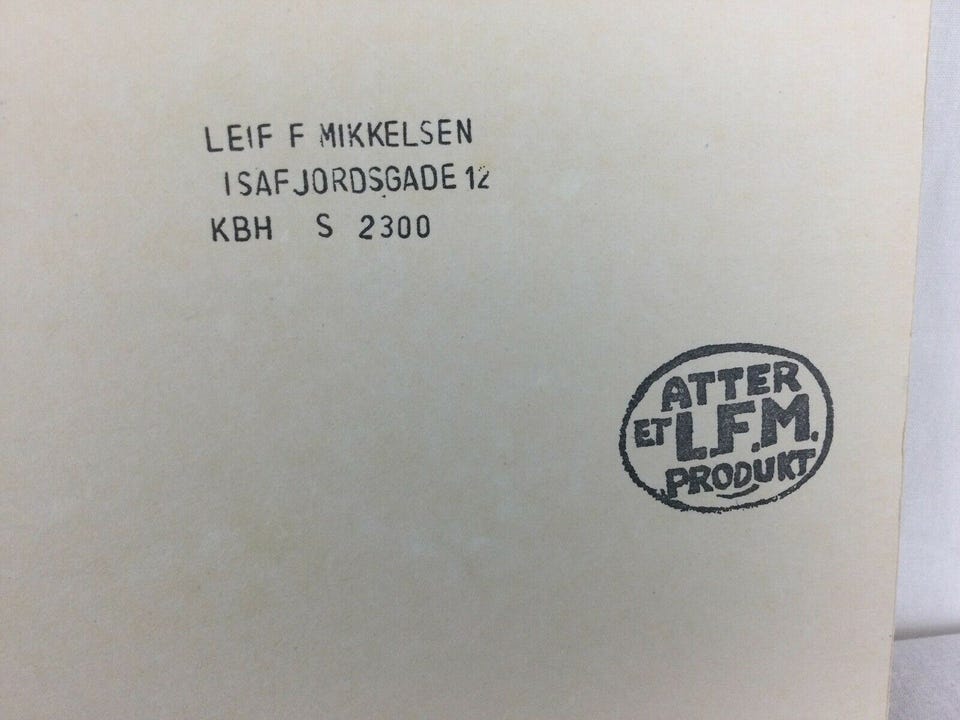 LEIF F MIKKELSEN
ISAFJORDSGADE 12
KBH S 2300
ATTER
ET L.F.M.
PRODUKT